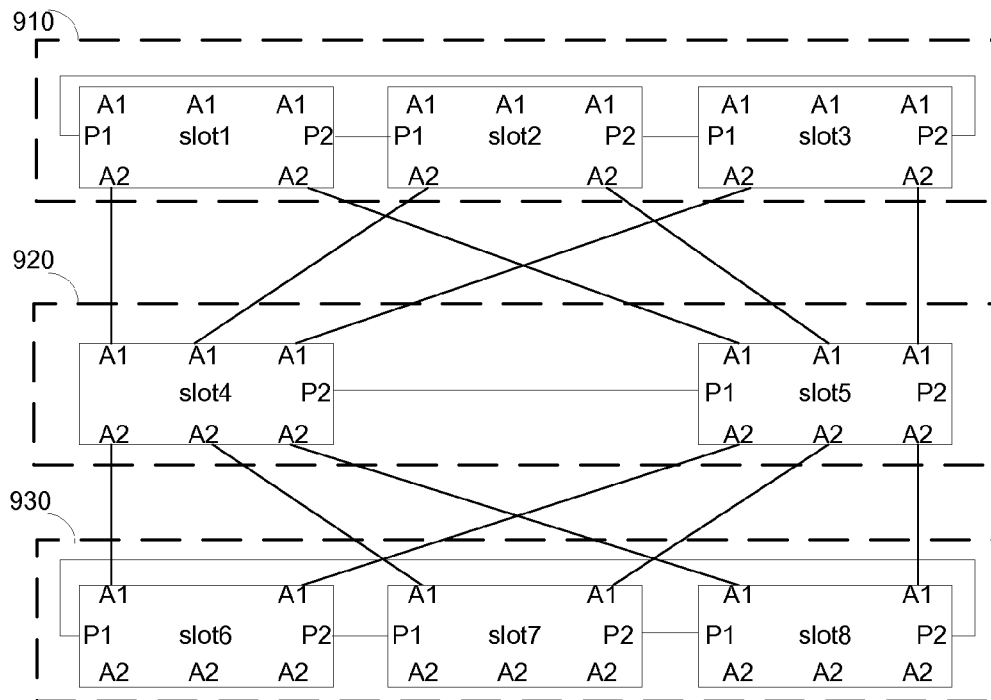 910
A1 A1 A1 A1 A1 A1 A1 A1 A1
P1 slot1 P2 P1 slot2 P2 P1 slot3 P2
A2 A2 A2 A2 A2 A2
920
A1 A1 A1 A1 A1 A1
slot4 P2 P1 slot5 P2
A2 A2 A2 A2 A2 A2
930
A1 A1 A1 A1 A1 A1
P1 slot6 P2 P1 slot7 P2 P1 slot8 P2
A2 A2 A2 A2 A2 A2 A2 A2 A2